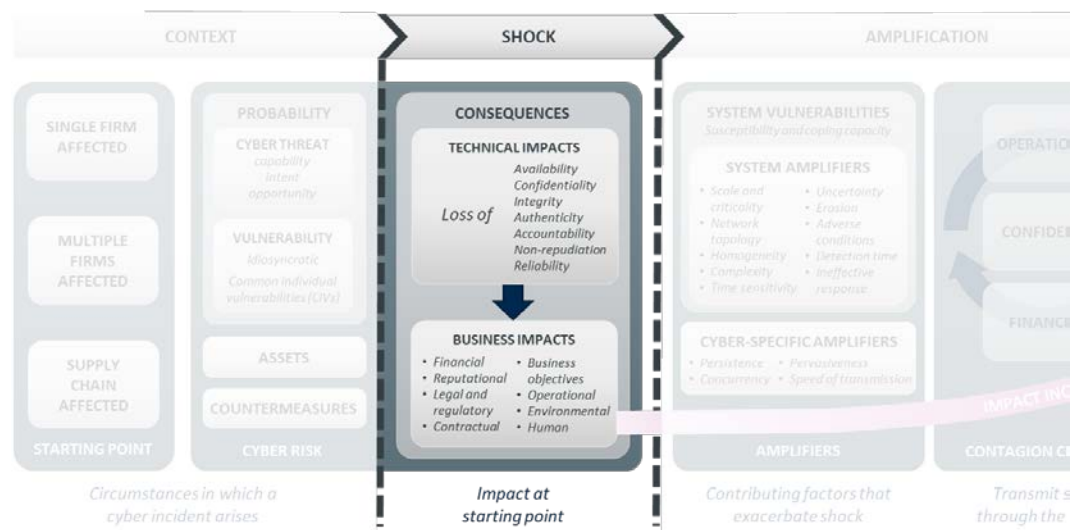 CONTEXT
SHOCK
AMPLIFICATION
SINGLE FIRM
AFFECTED
MULTIPLE
FIRMS
AFFECTED
SUPPLY
CHAIN
AFFECTED
STARTING POINT
PROBABILITY
CYBER THREAT
capability
Intent
opportunity
VULNERABILITY
Idiosyncratic
Common individual
vulnerabilities (CIVs)
ASSETS
COUNTERMEASURES
CYBER RISK
Circumstances in which a
cyber incident arises
CONSEQUENCES
TECHNICAL IMPACTS
Loss of
Availability
Confidentiality
Integrity
Authenticity
Accountability
Non-repudiation
Reliability
BUSINESS IMPACTS
• Financial
• Reputational
• Legal and
regulatory
• Contractual
• Business
objectives
• Operational
• Environmental
• Human
Impact at
starting point
SYSTEM VULNERABILITIES
Susceptibility and coping capacity
SYSTEM AMPLIFIERS
• Scale and
criticality
• Network
topology
• Homogeneity
• Complexity
• Time sensitivity
• Uncertainty
• Erosion
• Adverse
conditions
• Detection time
• Ineffective
response
CYBER-SPECIFIC AMPLIFIERS
• Persistence • Pervasiveness
• Concurrency • Speed of transmission
AMPLIFIERS
Contributing factors that
exacerbate shock
OPERATION
CONFIDE
FINANCE
IMPACT INC
CONTAGION C
Transmit s
through the